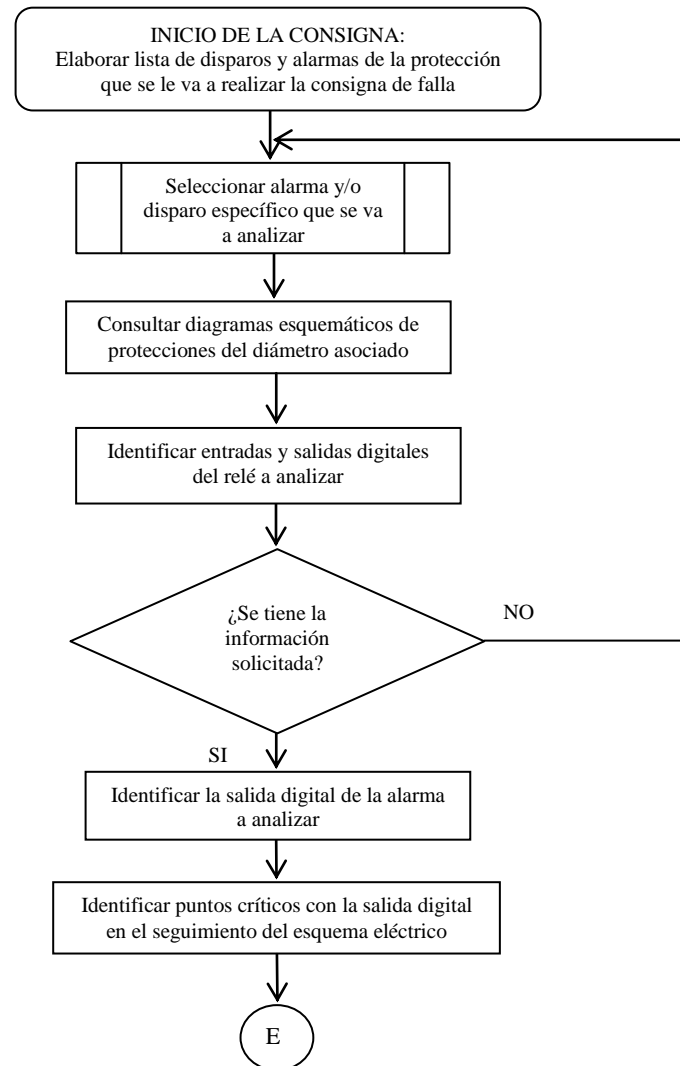 INICIO DE LA CONSIGNA:
Elaborar lista de disparos y alarmas de la protección
que se le va a realizar la consigna de falla
Seleccionar alarma y/o
disparo específico que se va
a analizar
Consultar diagramas esquemáticos de
protecciones del diámetro asociado
Identificar entradas y salidas digitales
del relé a analizar
¿Se tiene la
información
solicitada?
NO
SI
Identificar la salida digital de la alarma
a analizar
Identificar puntos críticos con la salida digital
en el seguimiento del esquema eléctrico
E